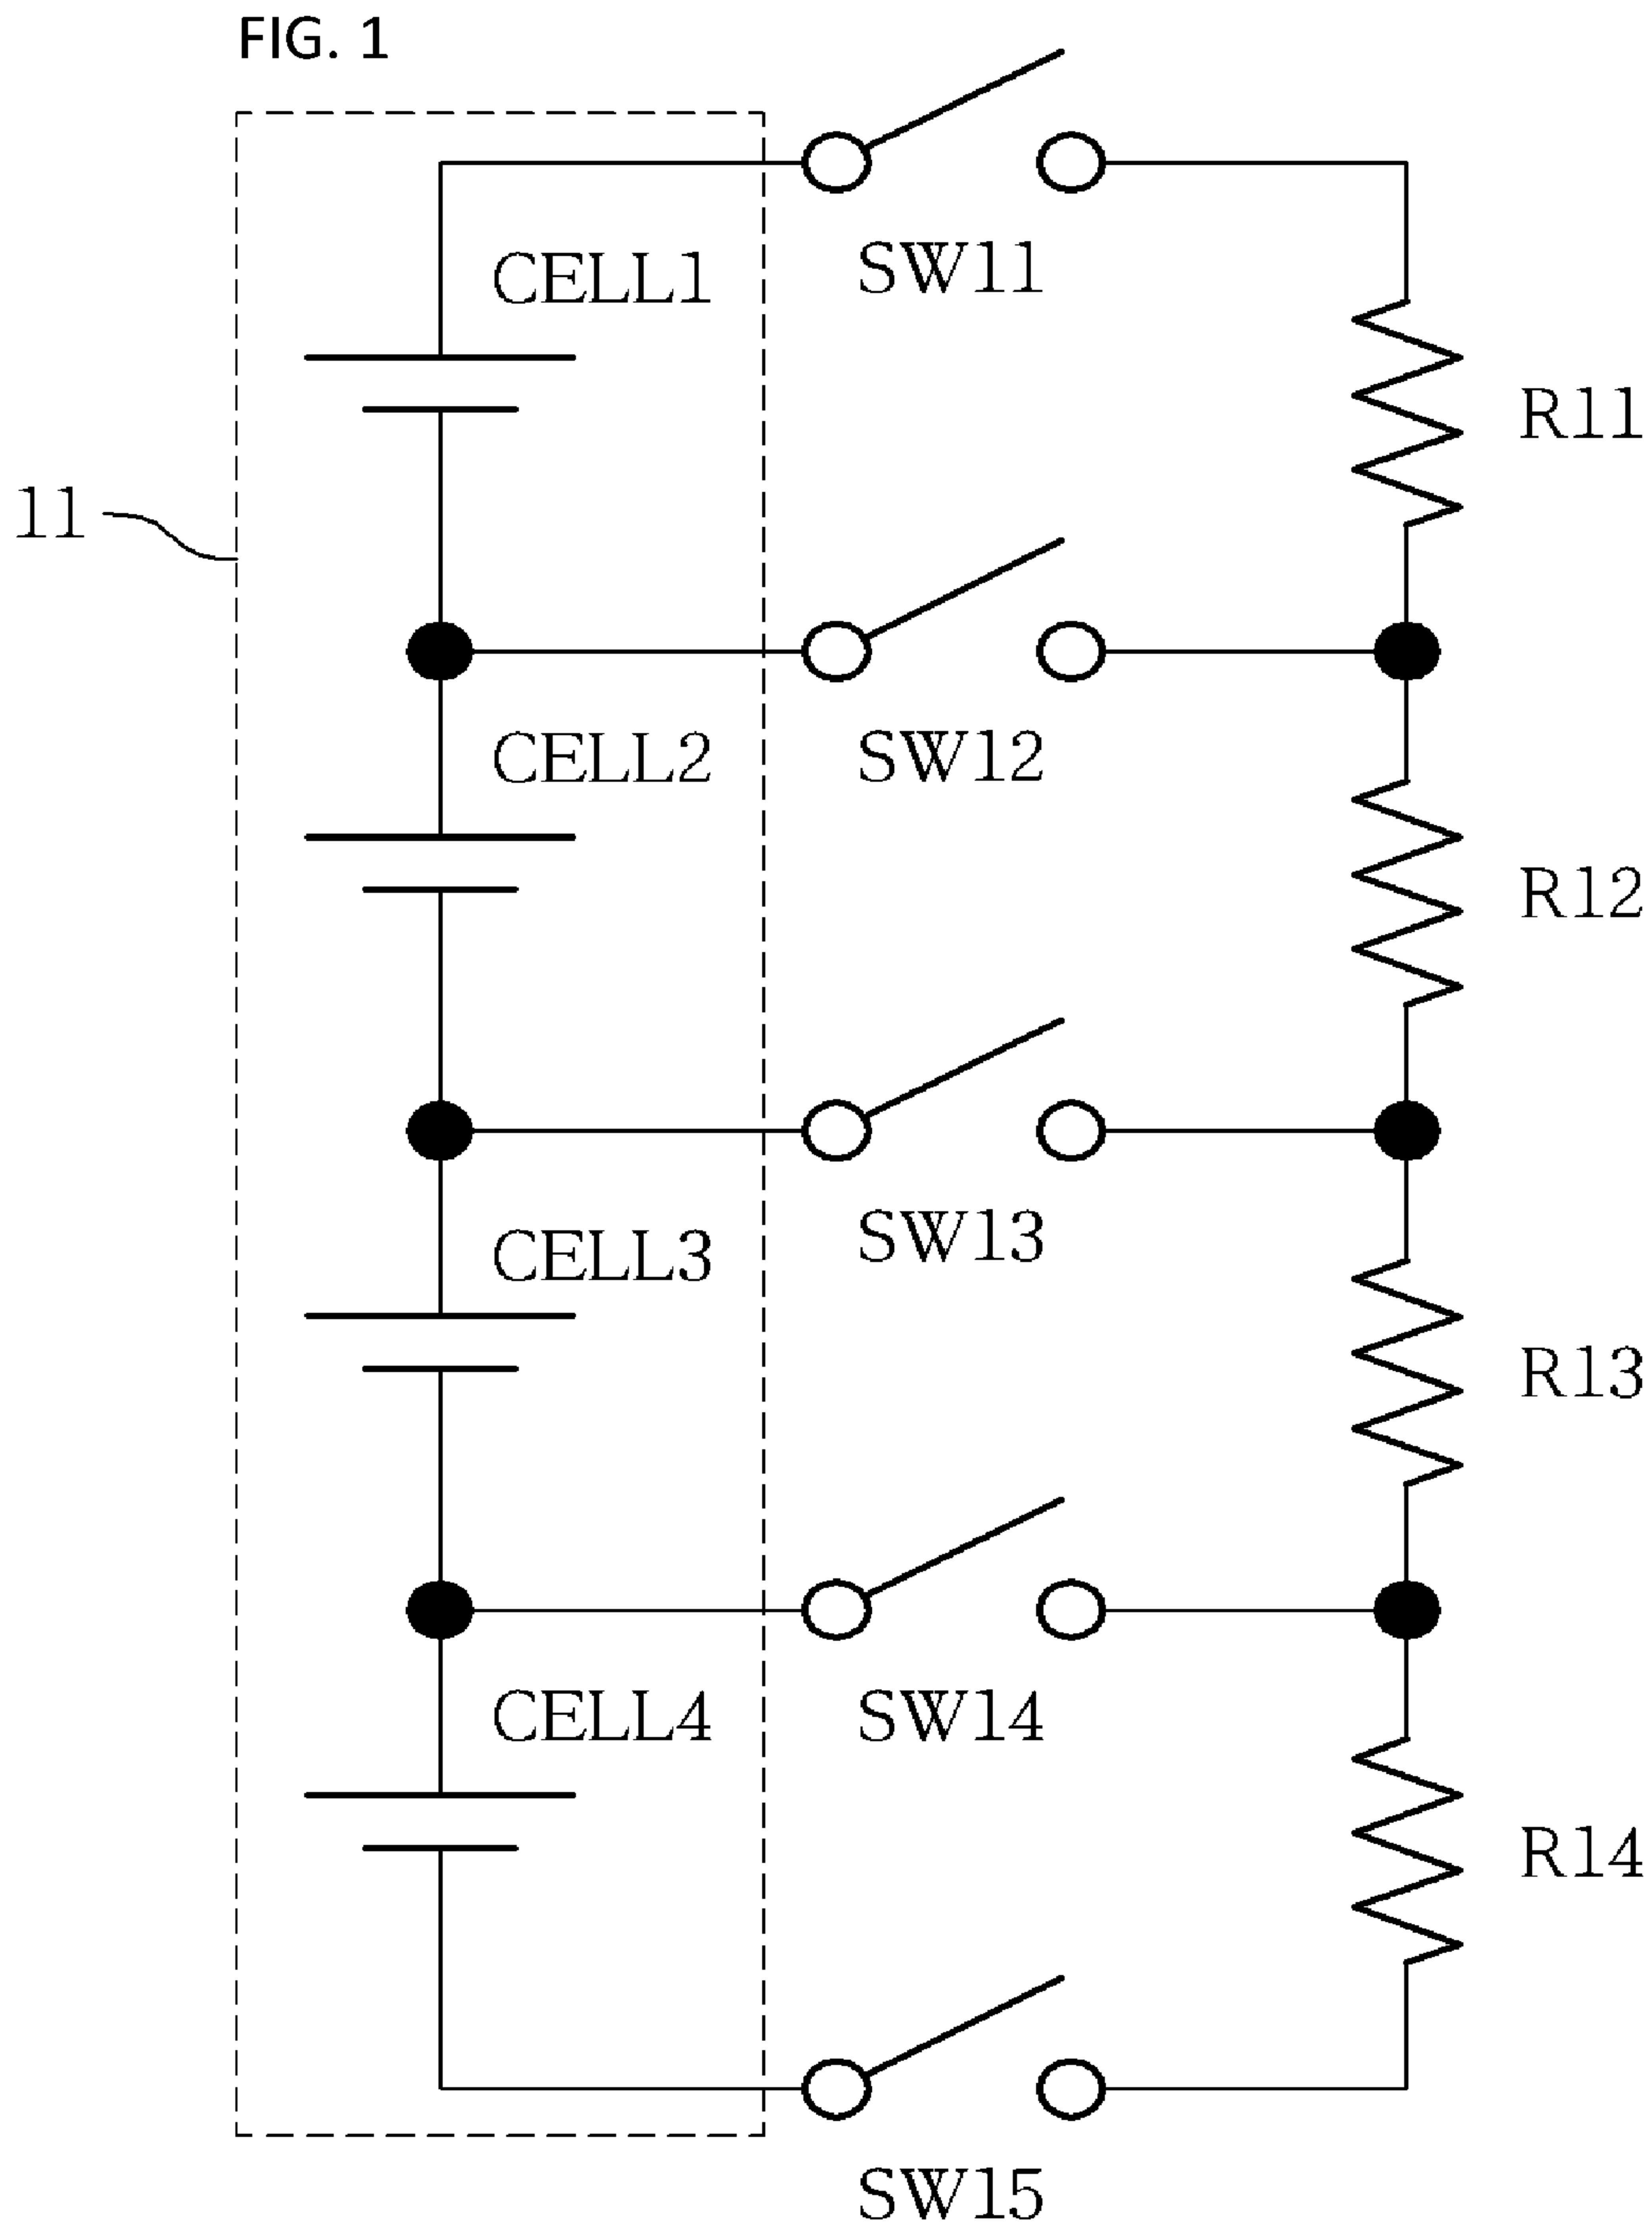 FIG. 1
CELL1
SW11
R11
11
CELL2
SW12
R12
CELL3
SW13
R13
CELL4
SW14
R14
SW15